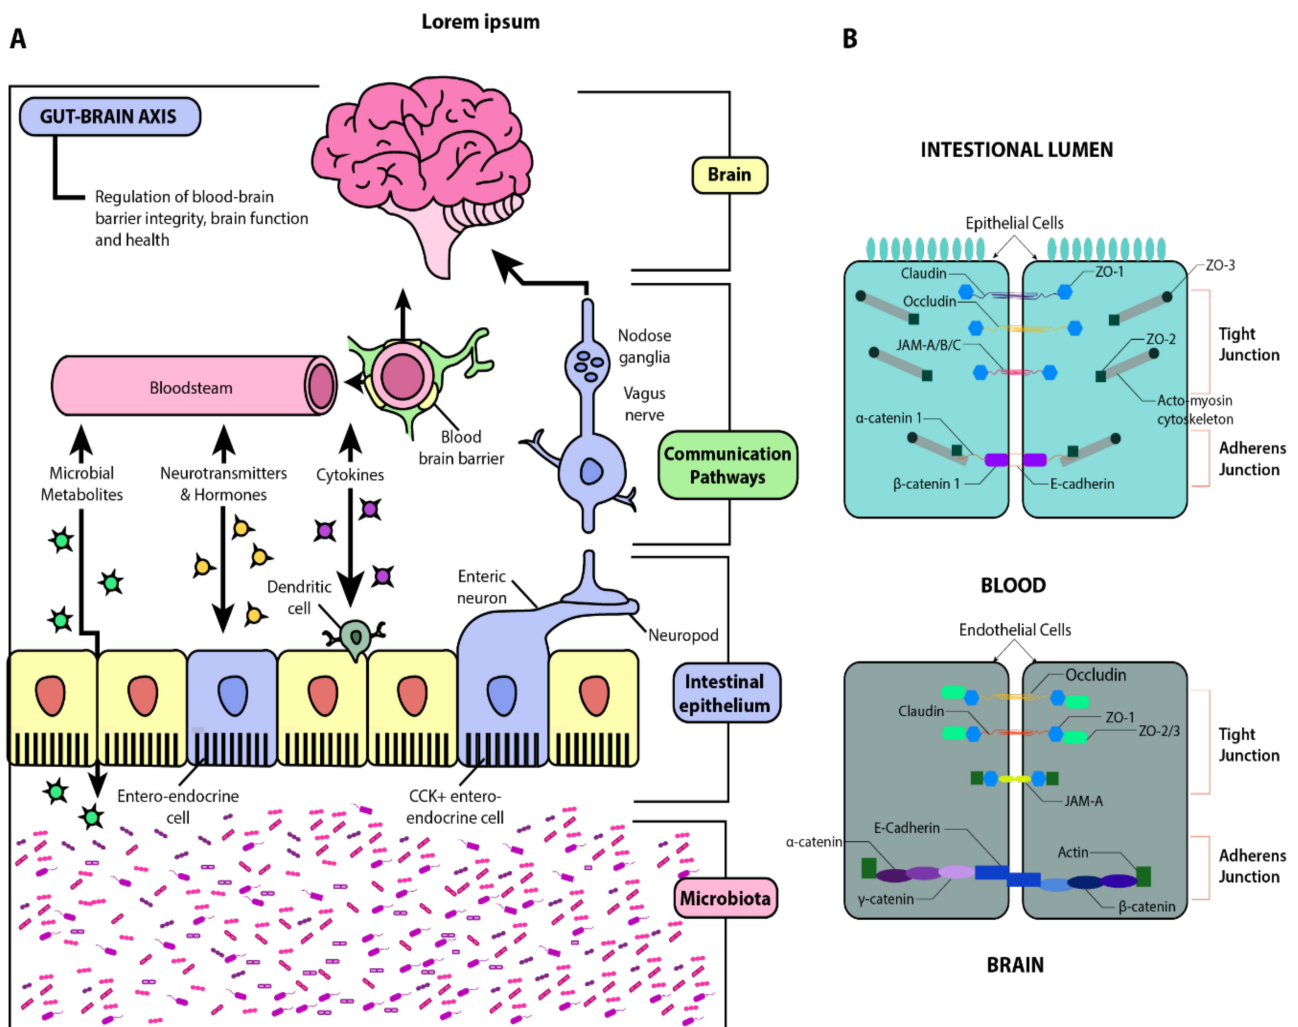 Lorem ipsum
A
GUT-BRAIN AXIS
Regulation of blood-brain
barrier integrity, brain function
and health
Brain
Nodose
ganglia
Vagus
nerve
Bloodsteam
Blood
brain barrier
Communication
Pathways
Microbial
Metabolites
Neurotransmitters
& Hormones
Cytokines
Dendritic
cell
Enteric
neuron
Neuropod
Intestinal
epithelium
Entero-endocrine
cell
CCK+ entero-
endocrine cell
Microbiota
B
INTESTIONAL LUMEN
Epithelial Cells
Claudin
ZO-1
ZO-3
Occludin
JAM-A/B/C
ZO-2
Tight
Junction
Acto-myosin
cytoskeleton
α-catenin 1
β-catenin 1
E-cadherin
Adherens
Junction
BLOOD
Endothelial Cells
Occludin
Claudin
ZO-1
ZO-2/3
JAM-A
Tight
Junction
E-Cadherin
α-catenin
Actin
γ-catenin
β-catenin
Adherens
Junction
BRAIN